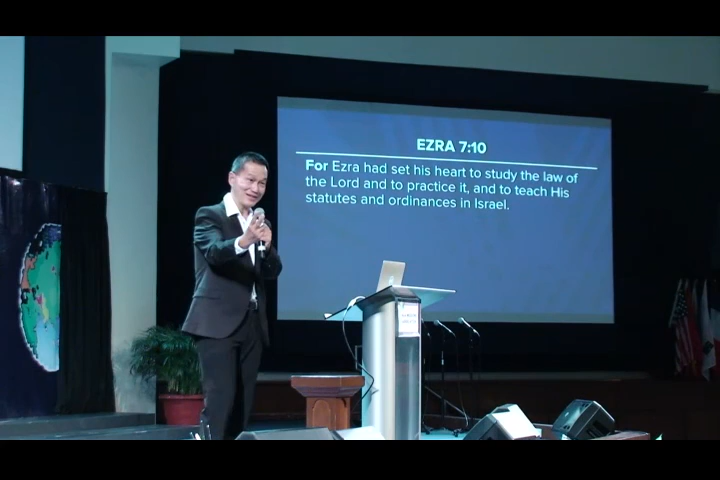 EZRA 7:10
For Ezra had set his heart to study the law of
the Lord and to practice it, and to teach His
statutes and ordinances in Israel.